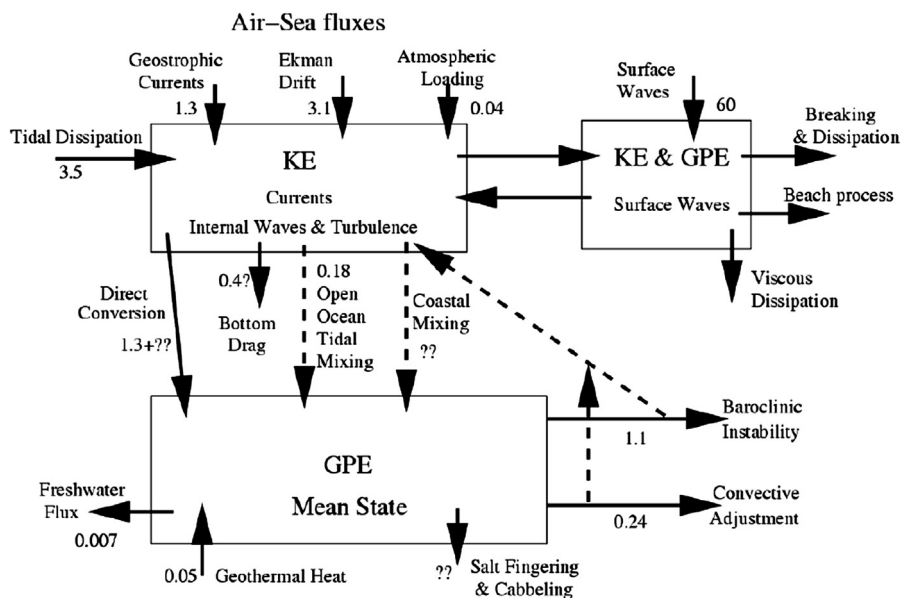 Air–Sea fluxes
Geostrophic
Currents
1.3
Ekman
Drift
3.1
Atmospheric
Loading
0.04
Surface
Waves
60
Tidal Dissipation
3.5
KE
Currents
Internal Waves & Turbulence
KE & GPE
Surface Waves
Breaking
& Dissipation
Beach process
Viscous
Dissipation
Direct
Conversion
1.3+??
0.4?
Bottom
Drag
0.18
Open
Ocean
Tidal
Mixing
Coastal
Mixing
??
GPE
Mean State
Baroclinic
Instability
1.1
Convective
Adjustment
0.24
Freshwater
Flux
0.007
0.05
Geothermal Heat
??
Salt Fingering
& Cabbeling